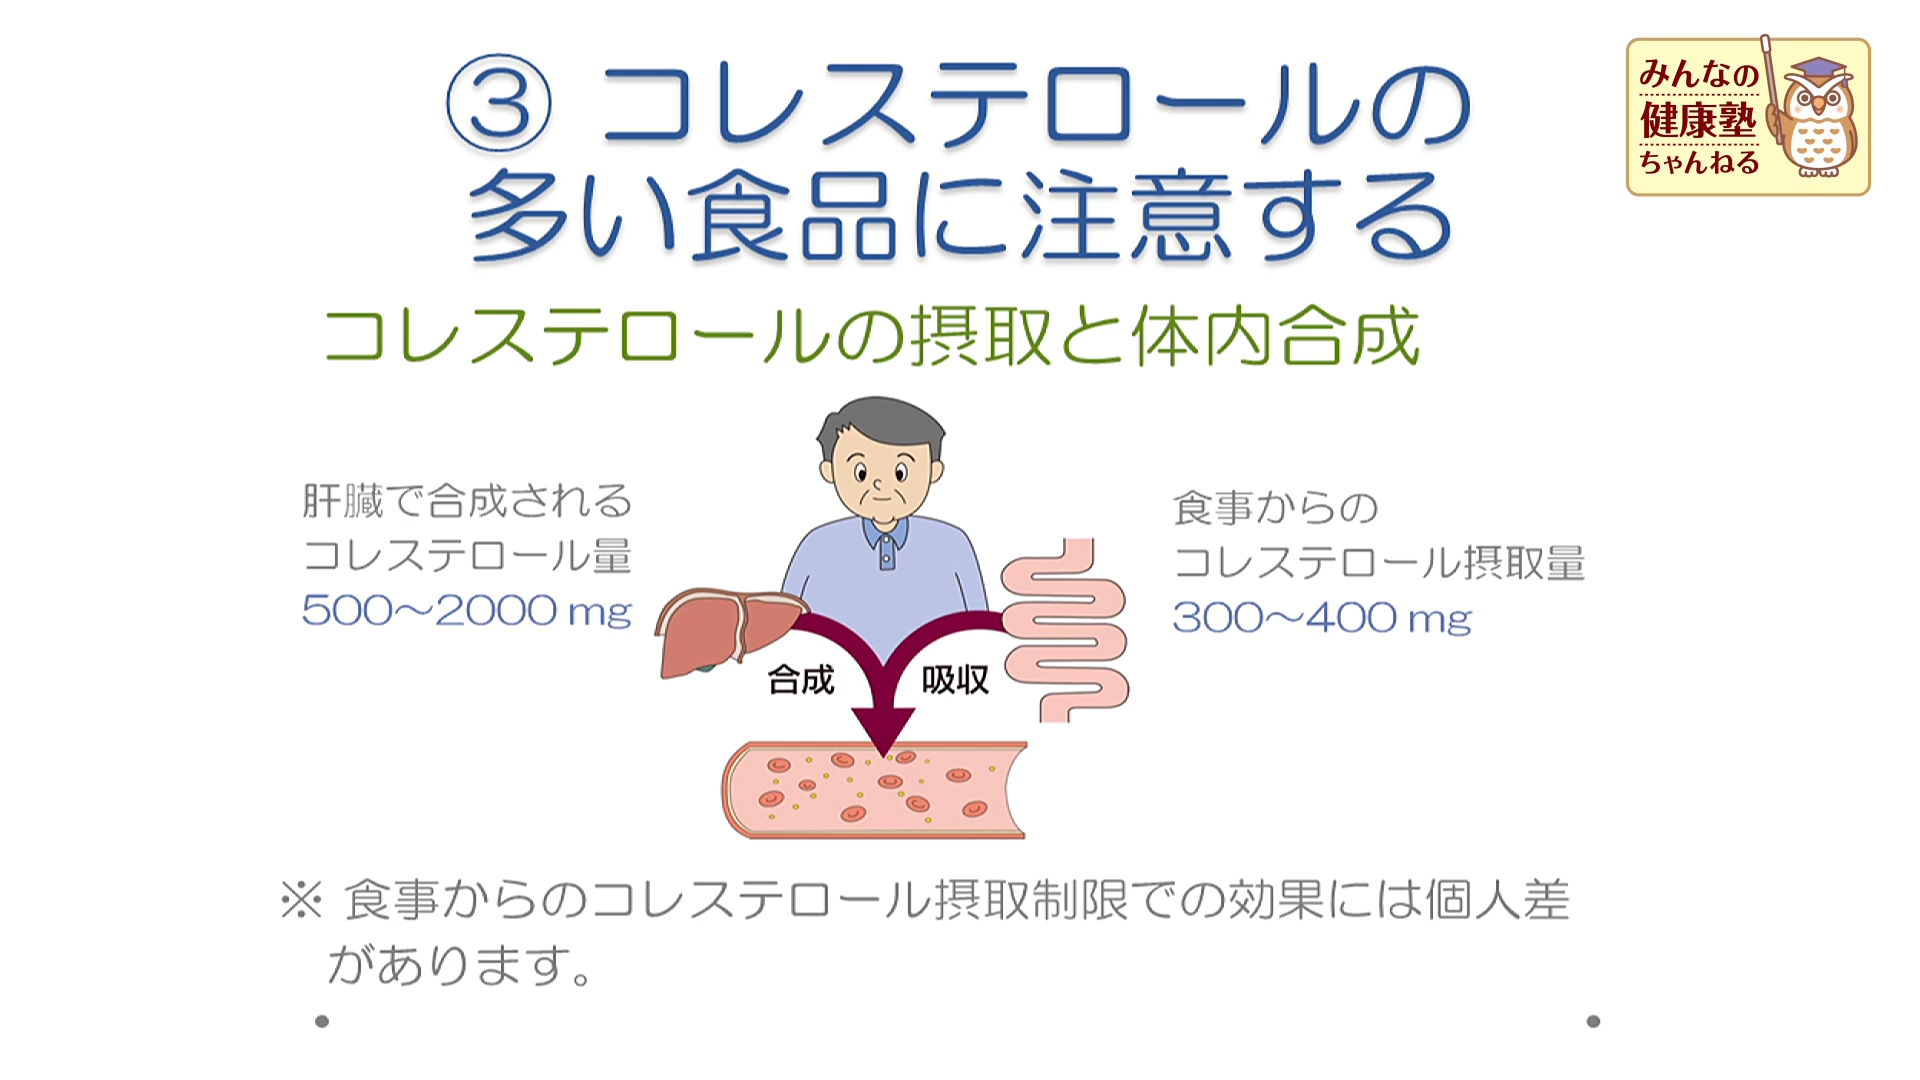 ③ コレステロールの
多い食品に注意する
みんなの
健康塾
ちゃんねる
コレステロールの摂取と体内合成
肝臓で合成される
コレステロール量
500～2000 mg
食事からの
コレステロール摂取量
300～400 mg
合成
吸収
※ 食事からのコレステロール摂取制限での効果には個人差
があります。